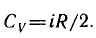 C_V = iR/2.